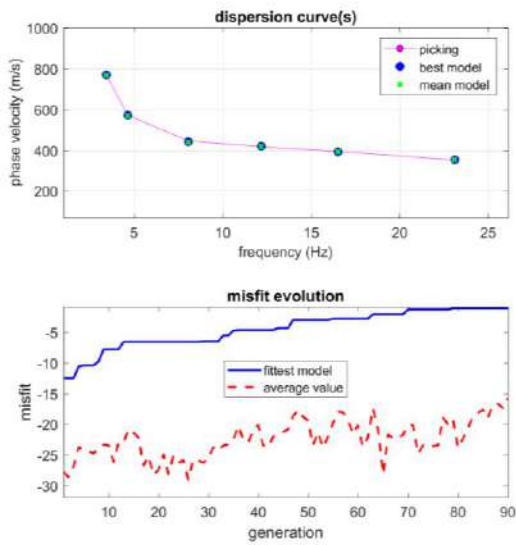 dispersion curve(s)
1000
800
600
400
200
phase velocity (m/s)
picking
best model
mean model
5 10 15 20 25
frequency (Hz)
misfit evolution
-5
-10
-15
-20
-25
-30
misfit
fittest model
average value
10 20 30 40 50 60 70 80 90
generation